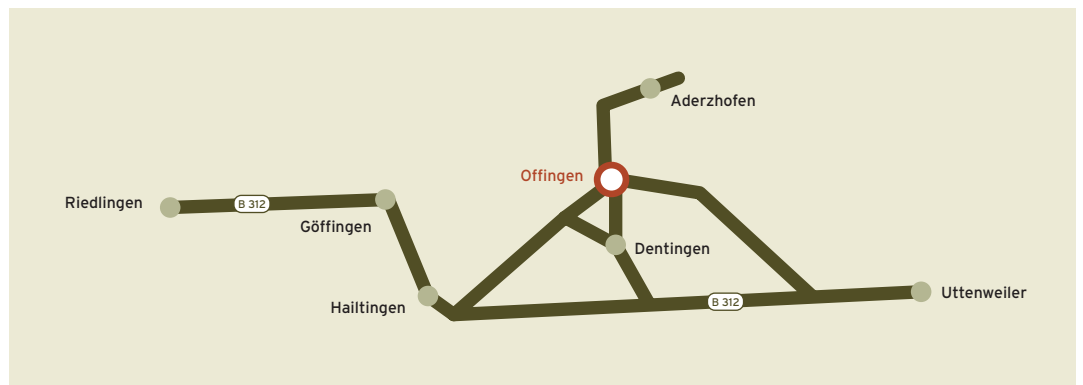 Aderzhofen
Offingen
Riedlingen
B 312
Göffingen
Dentingen
Uttenweiler
B 312
Hailtingen